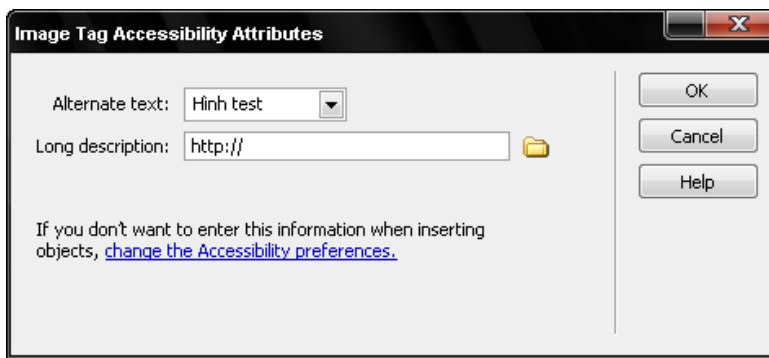 Image Tag Accessibility Attributes
Alternate text: Hình test
Long description: http://
OK
Cancel
Help
If you don't want to enter this information when inserting
objects, change the Accessibility preferences.